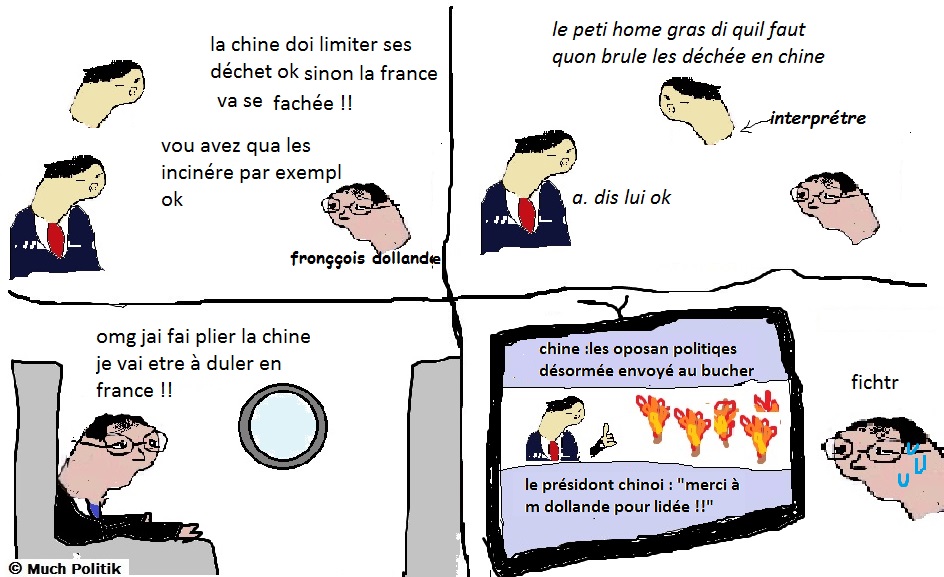 la chine doi limiter ses
déchet ok sinon la france
va se fachée !!
vou avez qua les
incinére par exempl
ok
fronççois dollande
le peti home gras di quil faut
quon brule les déchée en chine
interprétre
a. dis lui ok
omg jai fai plier la chine
je vai etre à duler en
france !!
chine :les oposan politiqes
désormée envoyé au bucher
le présidont chinoi : "merci à
m dollande pour lidée !!"
fichtr
© Much Politik